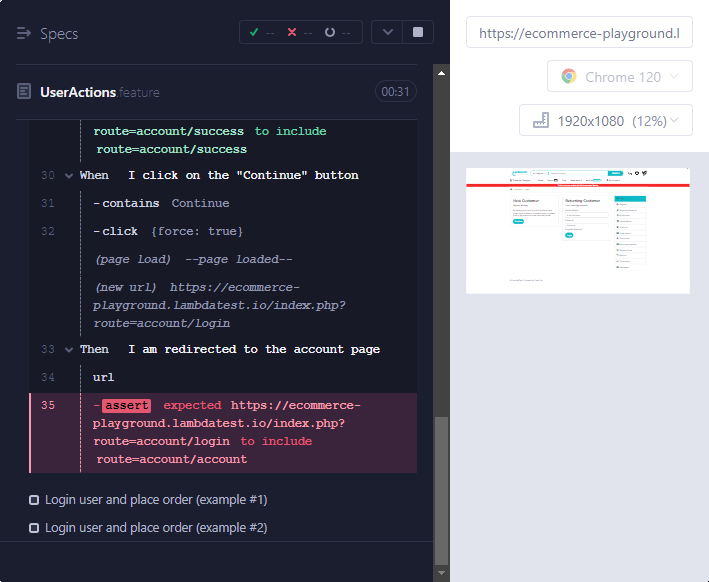 Specs
-- -- --
https://ecommerce-playground.l
Chrome 120
UserActions.feature
00:31
1920x1080 (12%)
route=account/success to include
route=account/success
30 When I click on the "Continue" button
31 -contains Continue
32 -click {force: true}
(page load) --page loaded--
(new url) https://ecommerce-
playground.lambdatest.io/index.php?
route=account/login
33 Then I am redirected to the account page
34 url
35 -assert expected https://ecommerce-
playground.lambdatest.io/index.php?
route=account/login to include
route=account/account
Login user and place order (example #1)
Login user and place order (example #2)
New Customer
Returning Customer